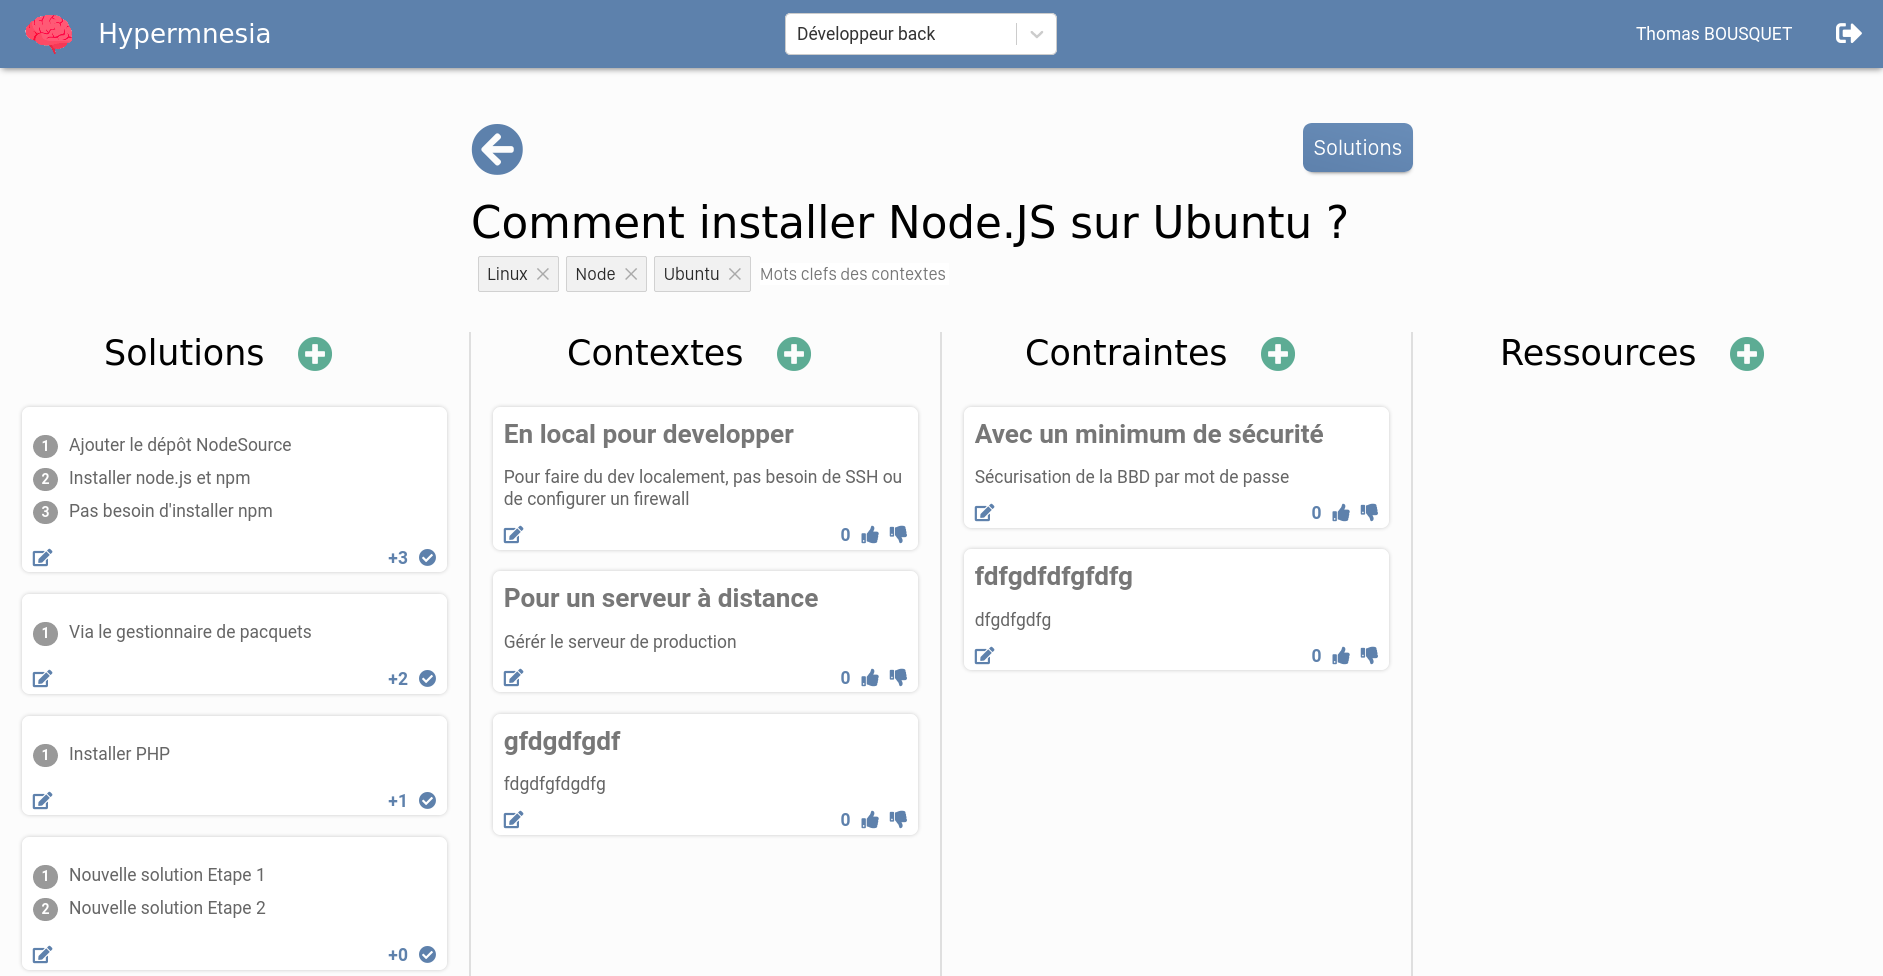 Hypermnesia
Développeur back
Thomas BOUSQUET
Solutions
Comment installer Node.JS sur Ubuntu ?
Linux
Node
Ubuntu
Mots clefs des contextes
Solutions
1 Ajouter le dépôt NodeSource
2 Installer node.js et npm
3 Pas besoin d'installer npm
+3
1 Via le gestionnaire de pacquets
+2
1 Installer PHP
+1
1 Nouvelle solution Etape 1
2 Nouvelle solution Etape 2
+0
Contextes
En local pour developper
Pour faire du dev localement, pas besoin de SSH ou
de configurer un firewall
0
Pour un serveur à distance
Gérér le serveur de production
0
gfdgdfgdf
fdgdfgfdgdfg
0
Contraintes
Avec un minimum de sécurité
Sécurisation de la BBD par mot de passe
0
fdfgdfdfgfdfg
dfgdfgdfg
0
Ressources